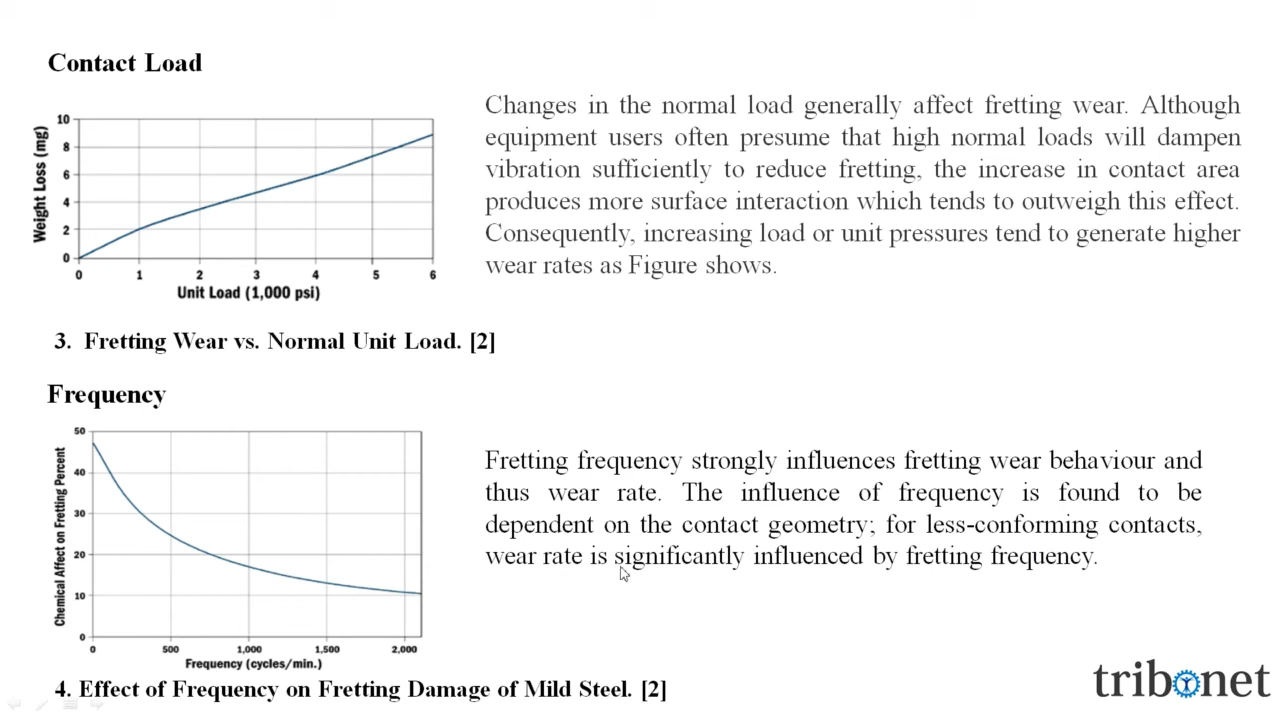 Contact Load
Changes in the normal load generally affect fretting wear. Although
equipment users often presume that high normal loads will dampen
vibration sufficiently to reduce fretting, the increase in contact area
produces more surface interaction which tends to outweigh this effect.
Consequently, increasing load or unit pressures tend to generate higher
wear rates as Figure shows.
Weight Loss (mg)
10
8
6
4
2
0
0 1 2 3 4 5 6
Unit Load (1,000 psi)
3. Fretting Wear vs. Normal Unit Load. [2]
Frequency
Chemical Affect on Fretting Percent
50
40
30
20
10
0
0 500 1,000 1,500 2,000
Frequency (cycles/min.)
Fretting frequency strongly influences fretting wear behaviour and
thus wear rate. The influence of frequency is found to be
dependent on the contact geometry; for less-conforming contacts,
wear rate is significantly influenced by fretting frequency.
4. Effect of Frequency on Fretting Damage of Mild Steel. [2]
tribonet